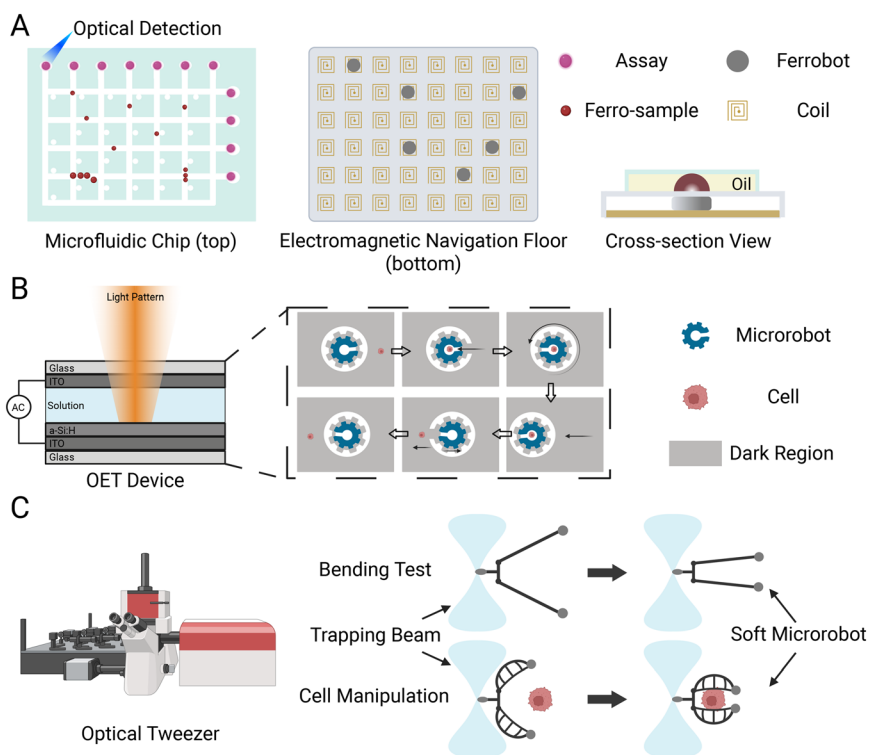 A
Optical Detection
Microfluidic Chip (top)
Electromagnetic Navigation Floor
(bottom)
Assay
Ferrobot
Ferro-sample
Coil
Oil
Cross-section View
B
Light Pattern
Glass
ITO
AC
Solution
a-Si:H
ITO
Glass
OET Device
Microrobot
Cell
Dark Region
C
Optical Tweezer
Bending Test
Trapping Beam
Cell Manipulation
Soft Microrobot